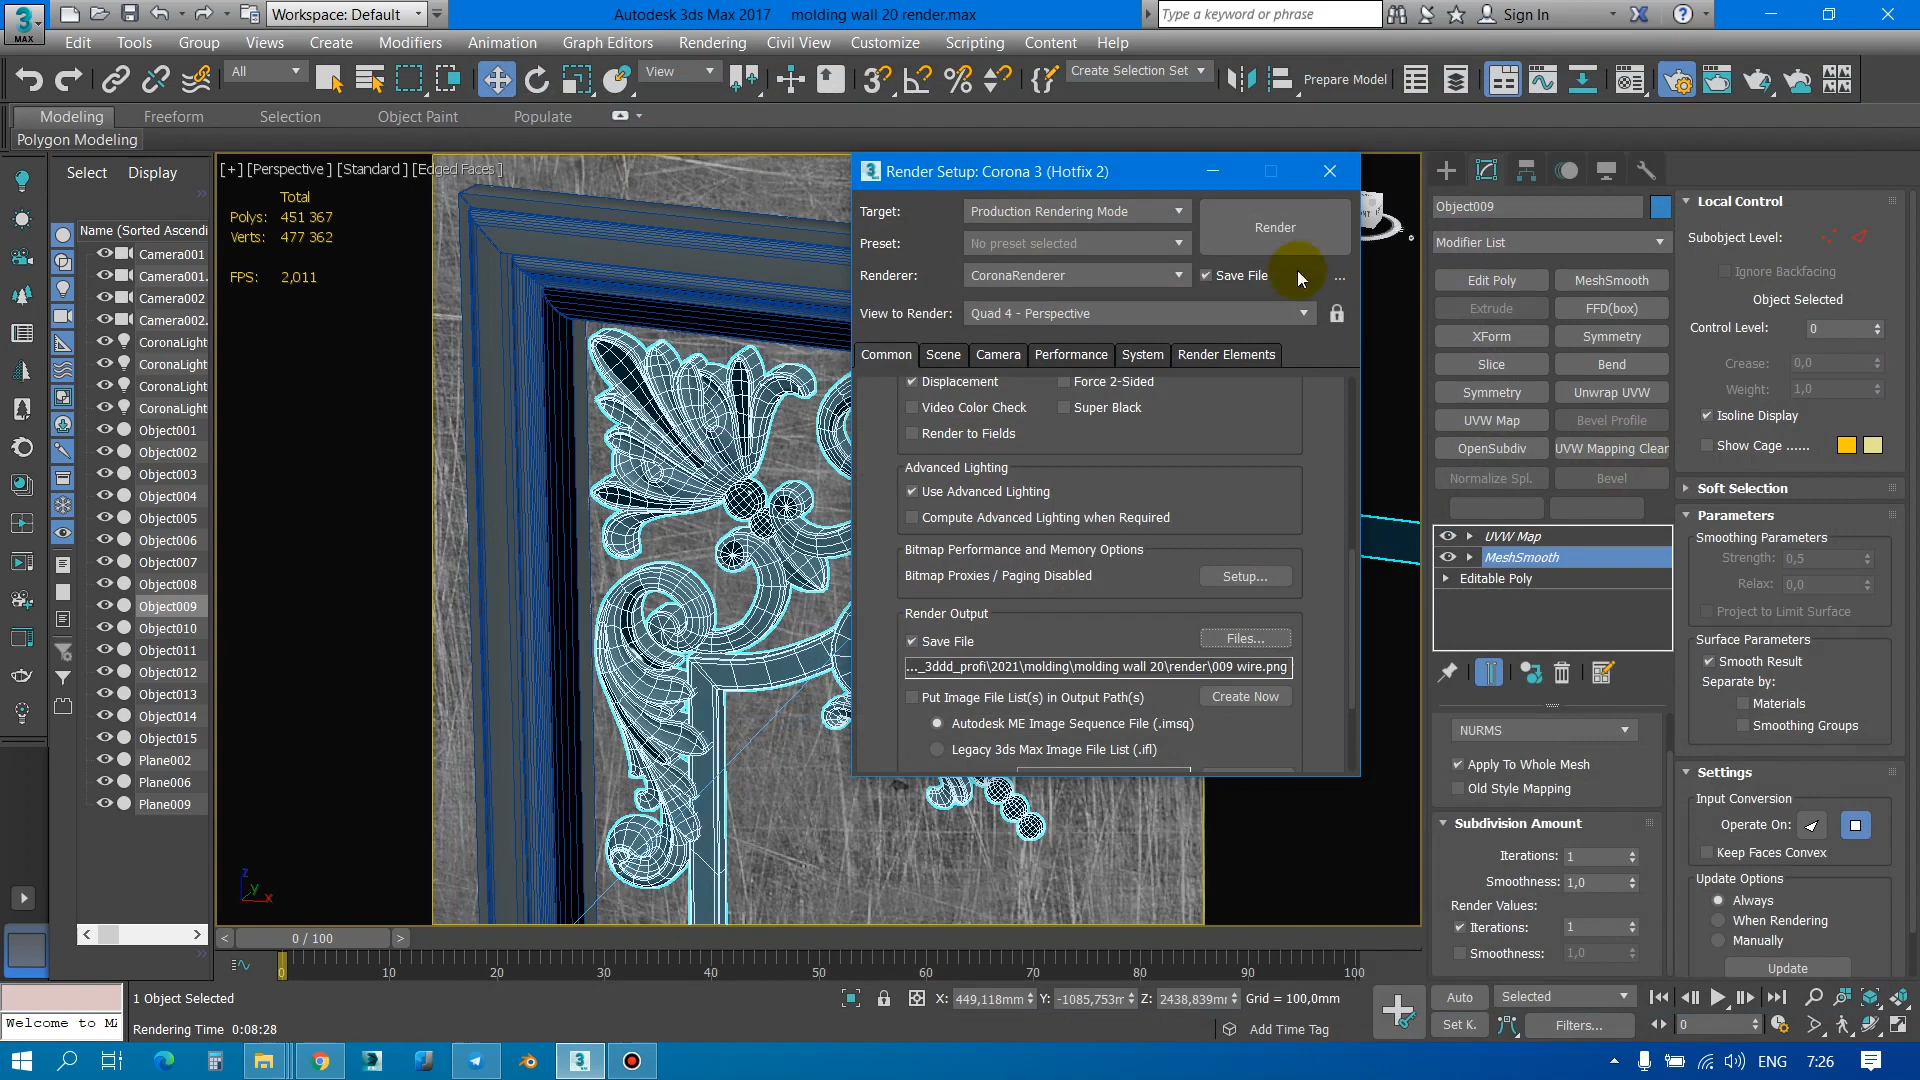 3 MAX
Workspace: Default
Autodesk 3ds Max 2017
molding wall 20 render.max
Type a keyword or phrase
Sign In
Edit Tools Group Views Create Modifiers Animation Graph Editors Rendering Civil View Customize Scripting Content Help
All
View
Create Selection Set
Prepare Model
Modeling Freeform Selection Object Paint Populate
Polygon Modeling
Select Display
Name (Sorted Ascendi
Camera001
Camera001.
Camera002
Camera002.
CoronaLight
CoronaLight
CoronaLight
CoronaLight
Object001
Object002
Object003
Object004
Object005
Object006
Object007
Object008
Object009
Object010
Object011
Object012
Object013
Object014
Object015
Plane002
Plane006
Plane009
[+] [Perspective ] [Standard ] [Edged Faces ]
Total
Polys: 451 367
Verts: 477 362
FPS: 2,011
z
y
x
Render Setup: Corona 3 (Hotfix 2)
Target: Production Rendering Mode
Render
Preset: No preset selected
Renderer: CoronaRenderer
Save File
...
View to Render: Quad 4 - Perspective
Common Scene Camera Performance System Render Elements
Displacement Force 2-Sided
Video Color Check Super Black
Render to Fields
Advanced Lighting
Use Advanced Lighting
Compute Advanced Lighting when Required
Bitmap Performance and Memory Options
Bitmap Proxies / Paging Disabled Setup...
Render Output
Save File Files...
..._3ddd_profi\2021\molding\molding wall 20\render\009 wire.png
Put Image File List(s) in Output Path(s) Create Now
Autodesk ME Image Sequence File (.imsq)
Legacy 3ds Max Image File List (.ifl)
Object009
Modifier List
Edit Poly MeshSmooth
Extrude FFD(box)
XForm Symmetry
Slice Bend
Symmetry Unwrap UVW
UVW Map Bevel Profile
OpenSubdiv UVW Mapping Clear
Normalize Spl. Bevel
UVW Map
MeshSmooth
Editable Poly
NURMS
Apply To Whole Mesh
Old Style Mapping
Subdivision Amount
Iterations: 1
Smoothness: 1,0
Render Values:
Iterations: 1
Smoothness: 1,0
Local Control
Subobject Level:
Ignore Backfacing
Object Selected
Control Level: 0
Crease: 0,0
Weight: 1,0
Isoline Display
Show Cage ......
Soft Selection
Parameters
Smoothing Parameters
Strength: 0,5
Relax: 0,0
Project to Limit Surface
Surface Parameters
Smooth Result
Separate by:
Materials
Smoothing Groups
Settings
Input Conversion
Operate On:
Keep Faces Convex
Update Options
Always
When Rendering
Manually
Update
< 0 / 100 >
0 10 20 30 40 50 60 70 80 90 100
1 Object Selected
X: 449,118mm Y: -1085,753m Z: 2438,839m Grid = 100,0mm
Auto Selected
Welcome to M
Rendering Time 0:08:28
Add Time Tag
Set K. Filters... 0
ENG 7:26